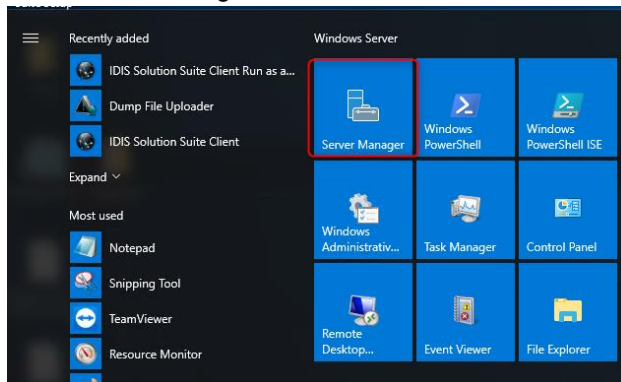 Recently added
Windows Server
IDIS Solution Suite Client Run as a...
Dump File Uploader
IDIS Solution Suite Client
Expand
Server Manager
Windows
PowerShell
Windows
PowerShell ISE
Most used
Notepad
Snipping Tool
TeamViewer
Resource Monitor
Windows
Administrativ...
Task Manager
Control Panel
Remote
Desktop...
Event Viewer
File Explorer